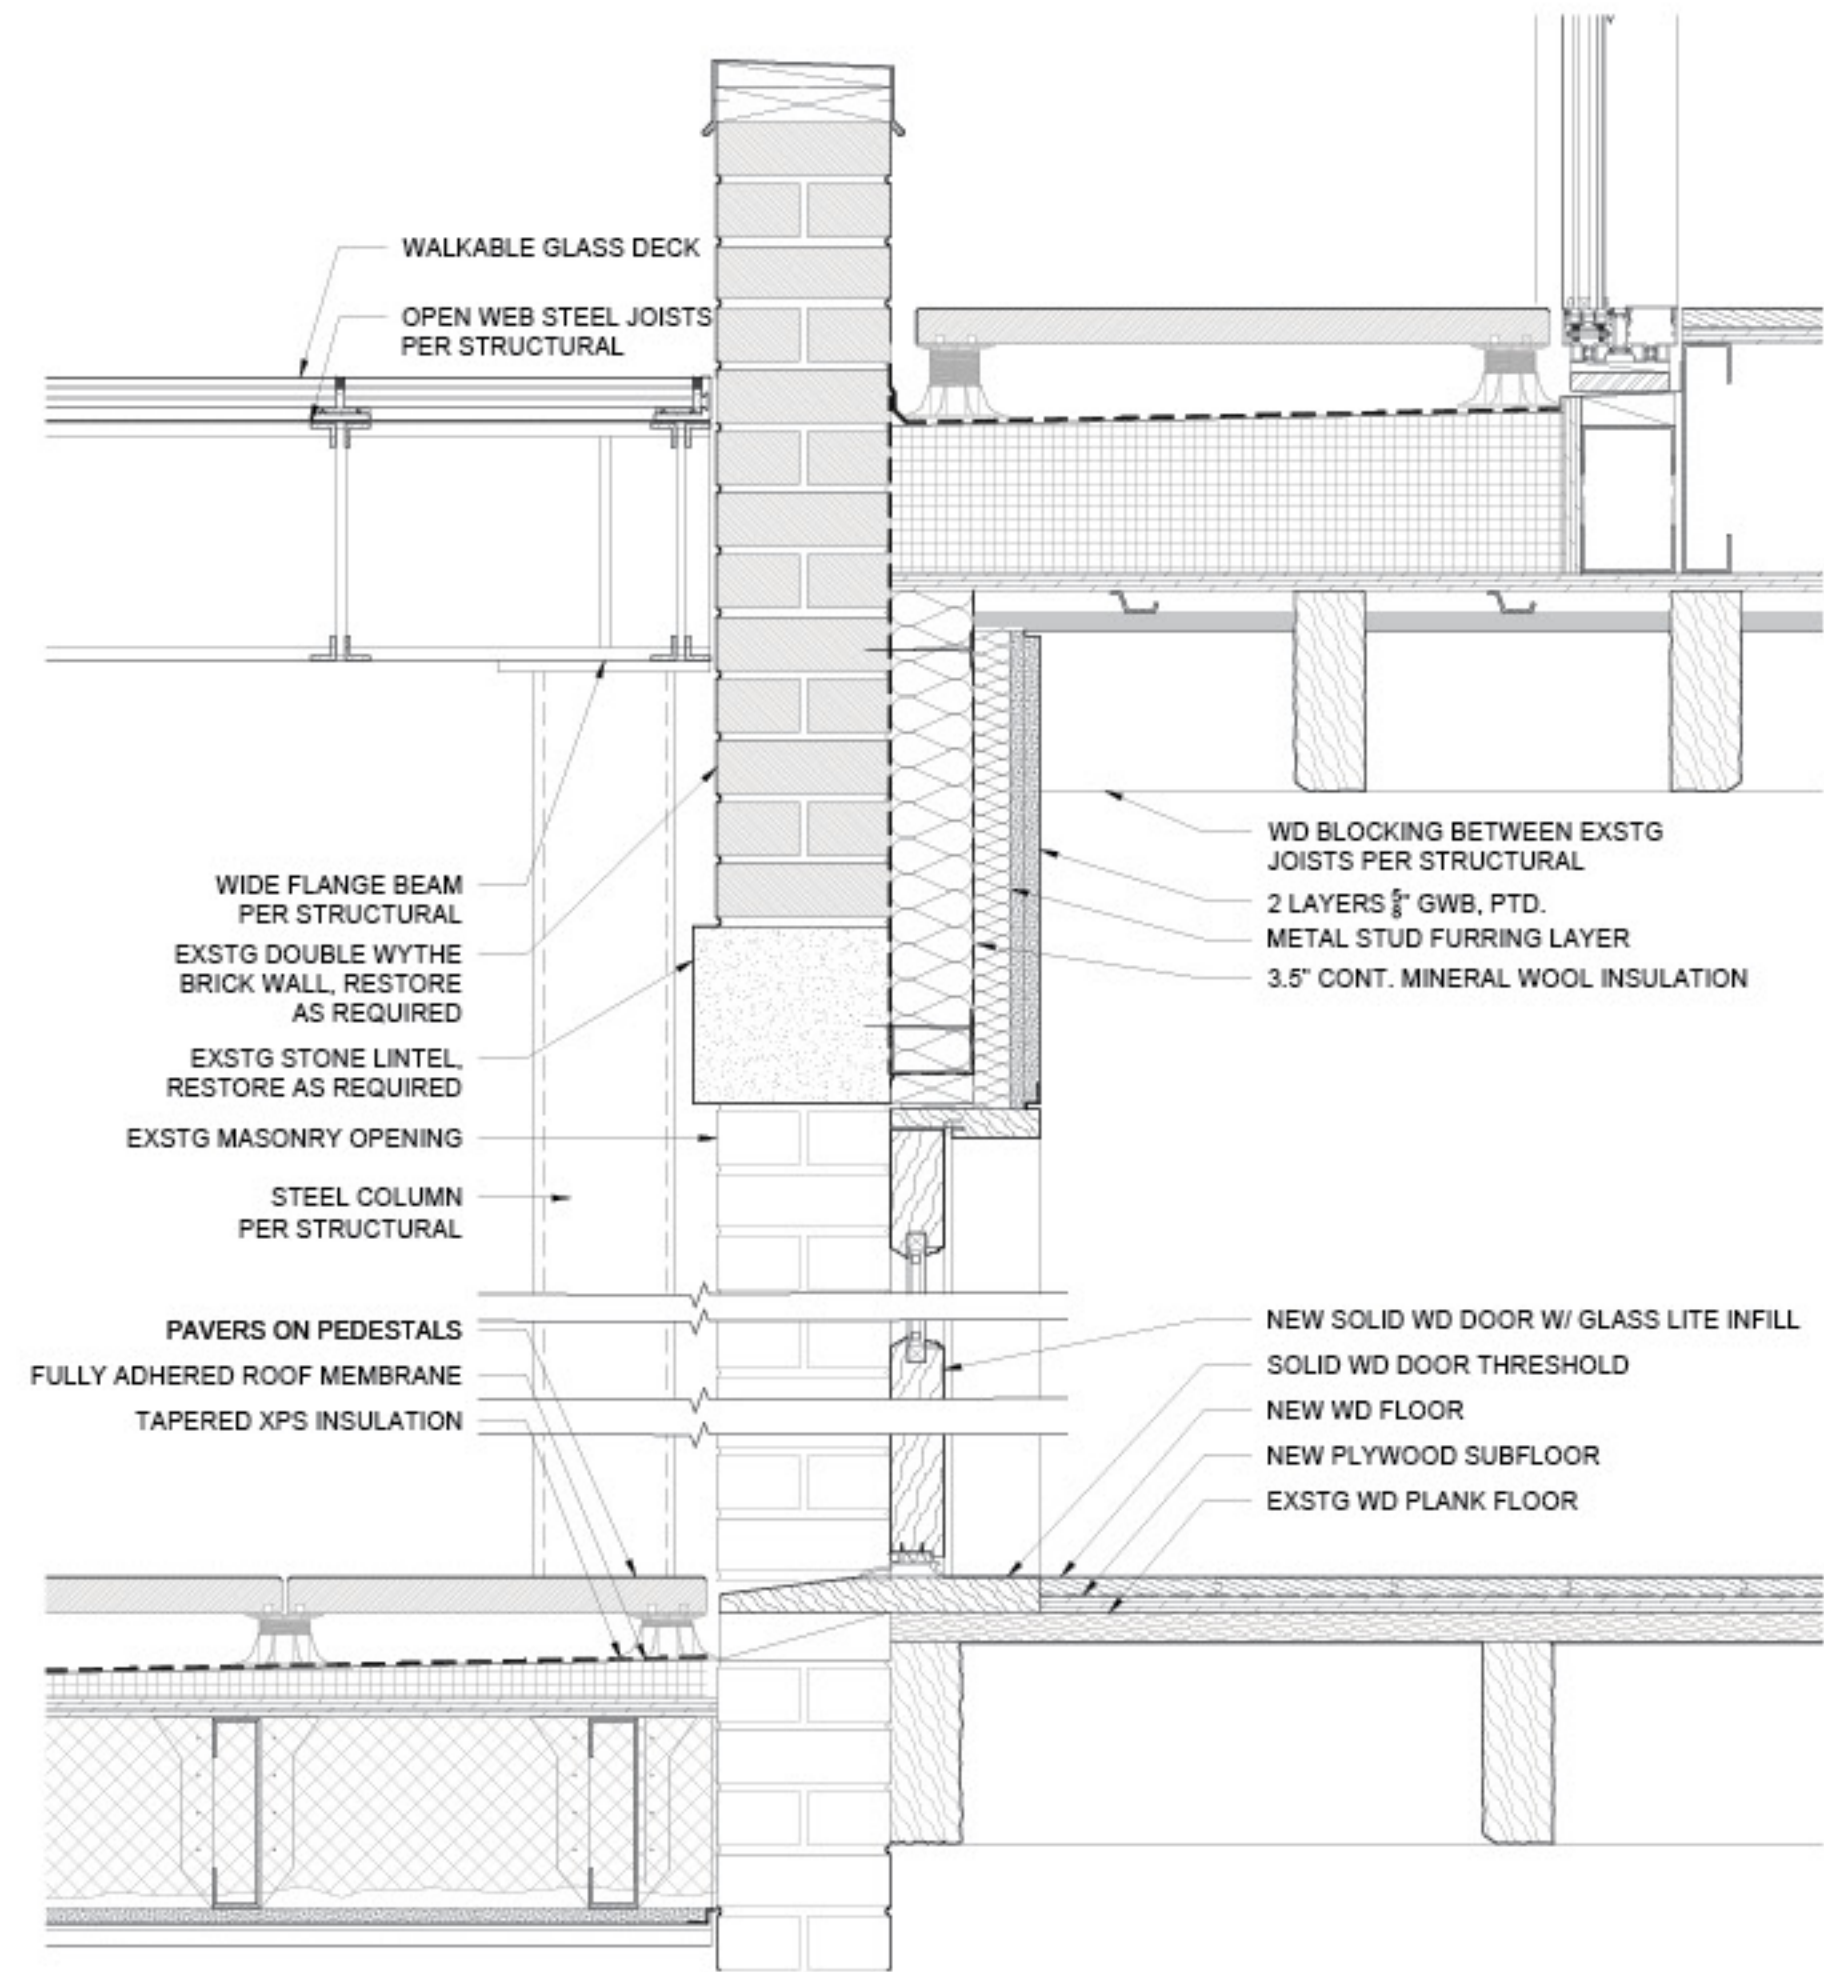 WALKABLE GLASS DECK
OPEN WEB STEEL JOISTS
PER STRUCTURAL
WIDE FLANGE BEAM
PER STRUCTURAL
EXSTG DOUBLE WYTHE
BRICK WALL, RESTORE
AS REQUIRED
EXSTG STONE LINTEL,
RESTORE AS REQUIRED
EXSTG MASONRY OPENING
STEEL COLUMN
PER STRUCTURAL
PAVERS ON PEDESTALS
FULLY ADHERED ROOF MEMBRANE
TAPERED XPS INSULATION
WD BLOCKING BETWEEN EXSTG
JOISTS PER STRUCTURAL
2 LAYERS ⅝" GWB, PTD.
METAL STUD FURRING LAYER
3.5" CONT. MINERAL WOOL INSULATION
NEW SOLID WD DOOR W/ GLASS LITE INFILL
SOLID WD DOOR THRESHOLD
NEW WD FLOOR
NEW PLYWOOD SUBFLOOR
EXSTG WD PLANK FLOOR